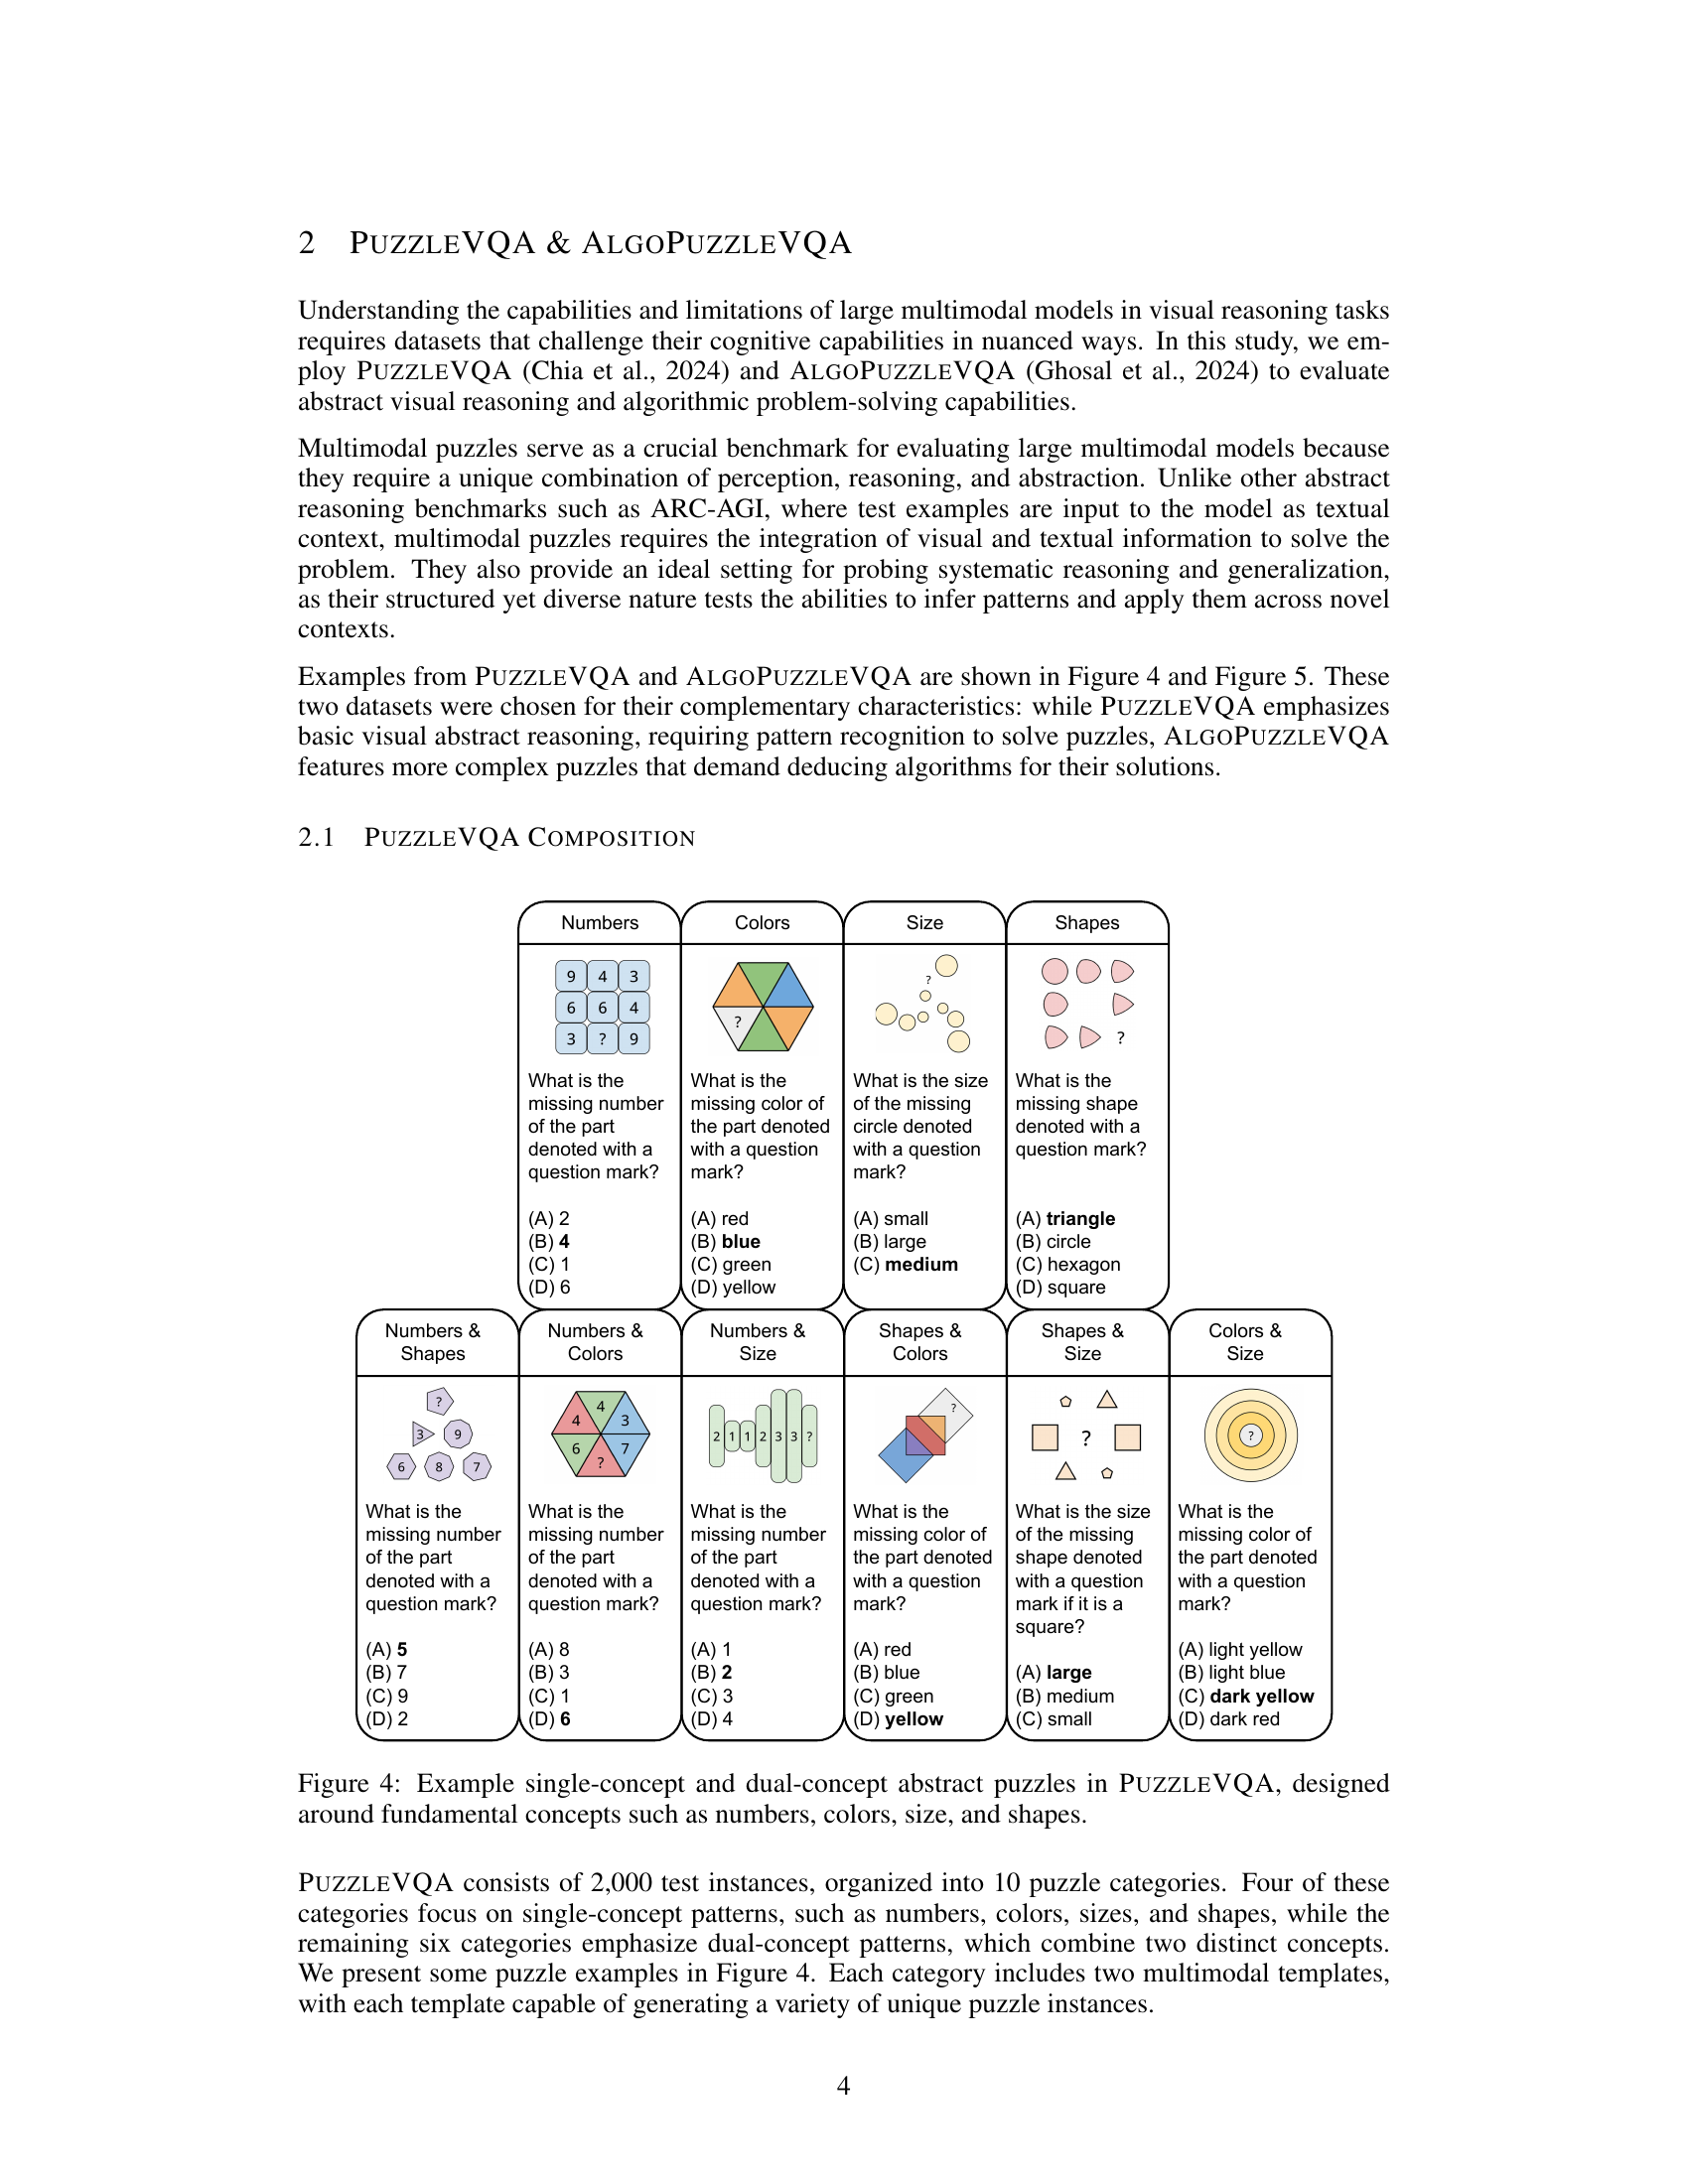 2 PUZZLEVQA & ALGOPUZZLEVQA
Understanding the capabilities and limitations of large multimodal models in visual reasoning tasks
requires datasets that challenge their cognitive capabilities in nuanced ways. In this study, we em-
ploy PUZZLEVQA (Chia et al., 2024) and ALGOPUZZLEVQA (Ghosal et al., 2024) to evaluate
abstract visual reasoning and algorithmic problem-solving capabilities.
Multimodal puzzles serve as a crucial benchmark for evaluating large multimodal models because
they require a unique combination of perception, reasoning, and abstraction. Unlike other abstract
reasoning benchmarks such as ARC-AGI, where test examples are input to the model as textual
context, multimodal puzzles requires the integration of visual and textual information to solve the
problem. They also provide an ideal setting for probing systematic reasoning and generalization,
as their structured yet diverse nature tests the abilities to infer patterns and apply them across novel
contexts.
Examples from PUZZLEVQA and ALGOPUZZLEVQA are shown in Figure 4 and Figure 5. These
two datasets were chosen for their complementary characteristics: while PUZZLEVQA emphasizes
basic visual abstract reasoning, requiring pattern recognition to solve puzzles, ALGOPUZZLEVQA
features more complex puzzles that demand deducing algorithms for their solutions.
2.1 PUZZLEVQA COMPOSITION
Numbers
9 4 3
6 6 4
3 ? 9
What is the
missing number
of the part
denoted with a
question mark?
(A) 2
(B) 4
(C) 1
(D) 6
Colors
?
What is the
missing color of
the part denoted
with a question
mark?
(A) red
(B) blue
(C) green
(D) yellow
Size
?
What is the size
of the missing
circle denoted
with a question
mark?
(A) small
(B) large
(C) medium
Shapes
?
What is the
missing shape
denoted with a
question mark?
(A) triangle
(B) circle
(C) hexagon
(D) square
Numbers &
Shapes
?
3 9
6 8 7
What is the
missing number
of the part
denoted with a
question mark?
(A) 5
(B) 7
(C) 9
(D) 2
Numbers &
Colors
4
4 3
6 7
?
What is the
missing number
of the part
denoted with a
question mark?
(A) 8
(B) 3
(C) 1
(D) 6
Numbers &
Size
2 1 1 2 3 3 ?
What is the
missing number
of the part
denoted with a
question mark?
(A) 1
(B) 2
(C) 3
(D) 4
Shapes &
Colors
?
What is the
missing color of
the part denoted
with a question
mark?
(A) red
(B) blue
(C) green
(D) yellow
Shapes &
Size
?
What is the size
of the missing
shape denoted
with a question
mark if it is a
square?
(A) large
(B) medium
(C) small
Colors &
Size
?
What is the
missing color of
the part denoted
with a question
mark?
(A) light yellow
(B) light blue
(C) dark yellow
(D) dark red
Figure 4: Example single-concept and dual-concept abstract puzzles in PUZZLEVQA, designed
around fundamental concepts such as numbers, colors, size, and shapes.
PUZZLEVQA consists of 2,000 test instances, organized into 10 puzzle categories. Four of these
categories focus on single-concept patterns, such as numbers, colors, sizes, and shapes, while the
remaining six categories emphasize dual-concept patterns, which combine two distinct concepts.
We present some puzzle examples in Figure 4. Each category includes two multimodal templates,
with each template capable of generating a variety of unique puzzle instances.
4